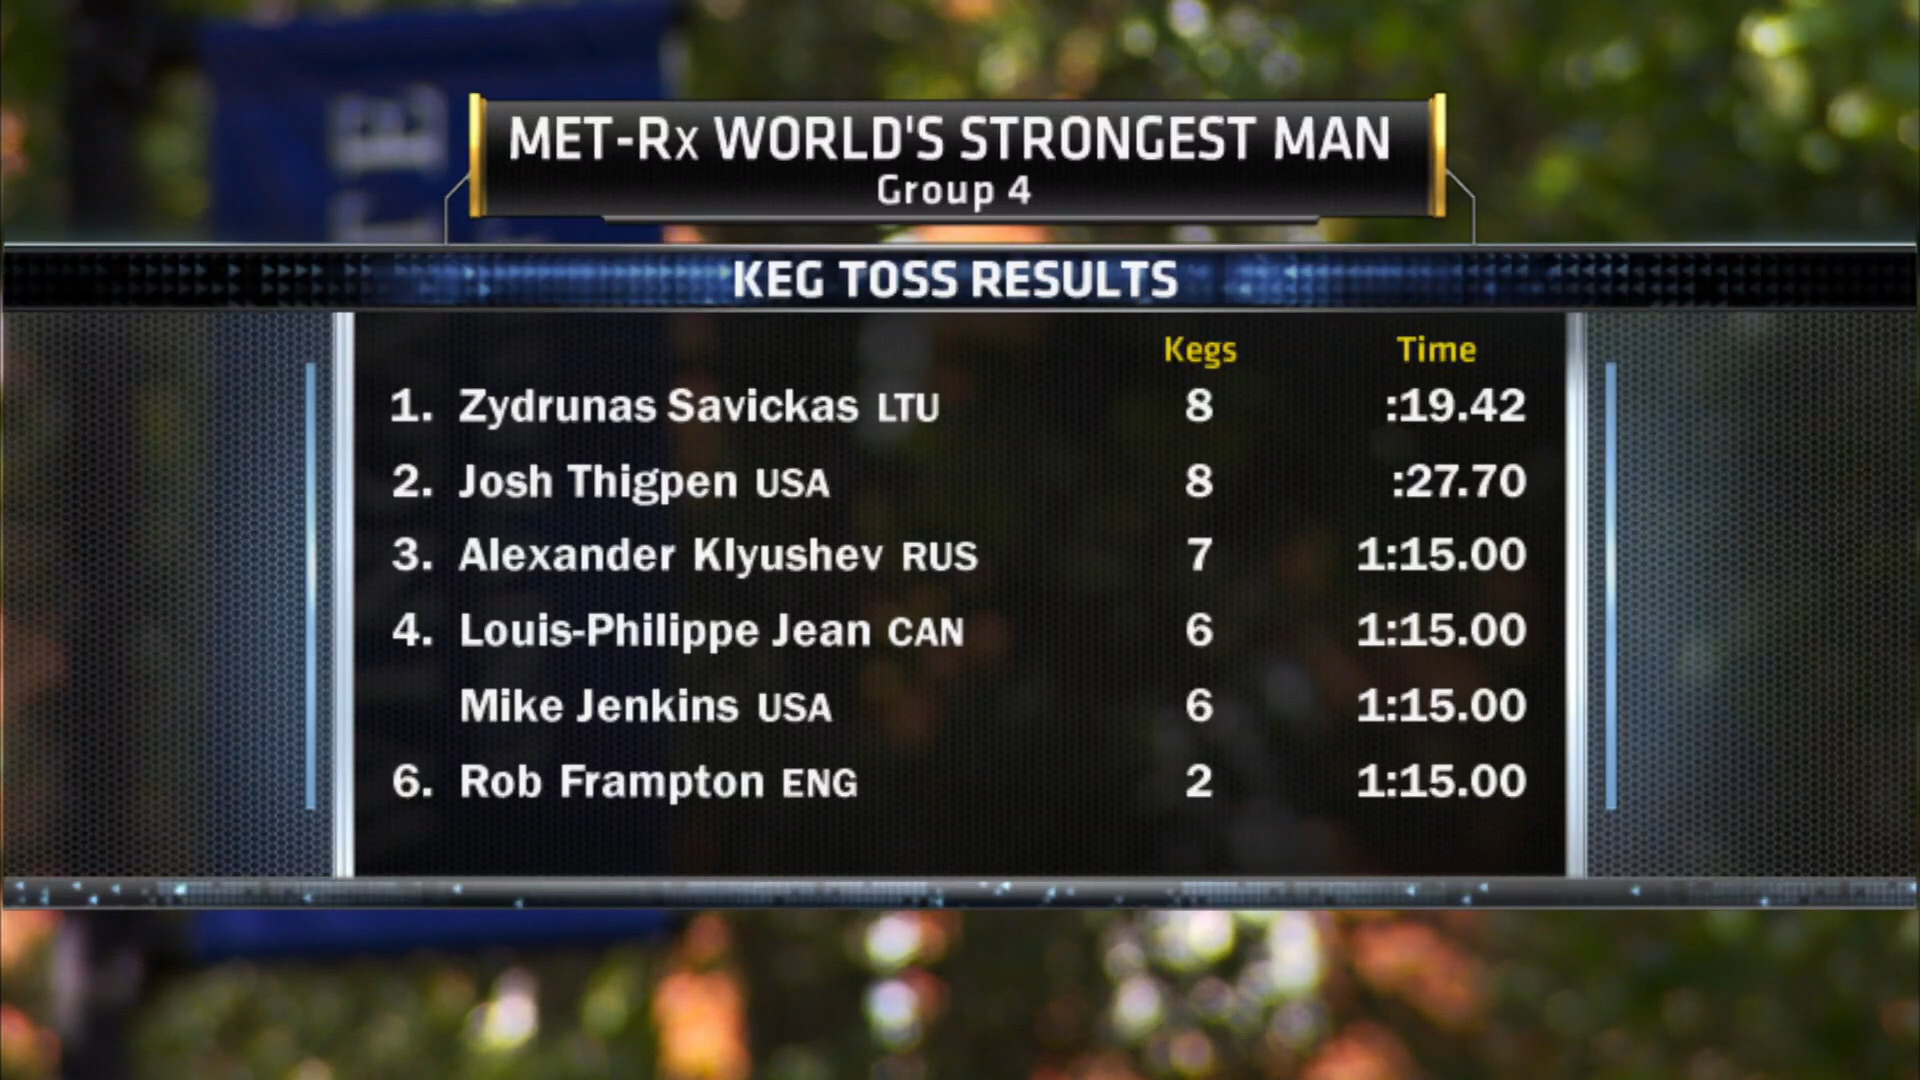 MET-Rx WORLD'S STRONGEST MAN
Group 4
KEG TOSS RESULTS
Kegs Time
1. Zydrunas Savickas LTU 8 :19.42
2. Josh Thigpen USA 8 :27.70
3. Alexander Klyushev RUS 7 1:15.00
4. Louis-Philippe Jean CAN 6 1:15.00
Mike Jenkins USA 6 1:15.00
6. Rob Frampton ENG 2 1:15.00